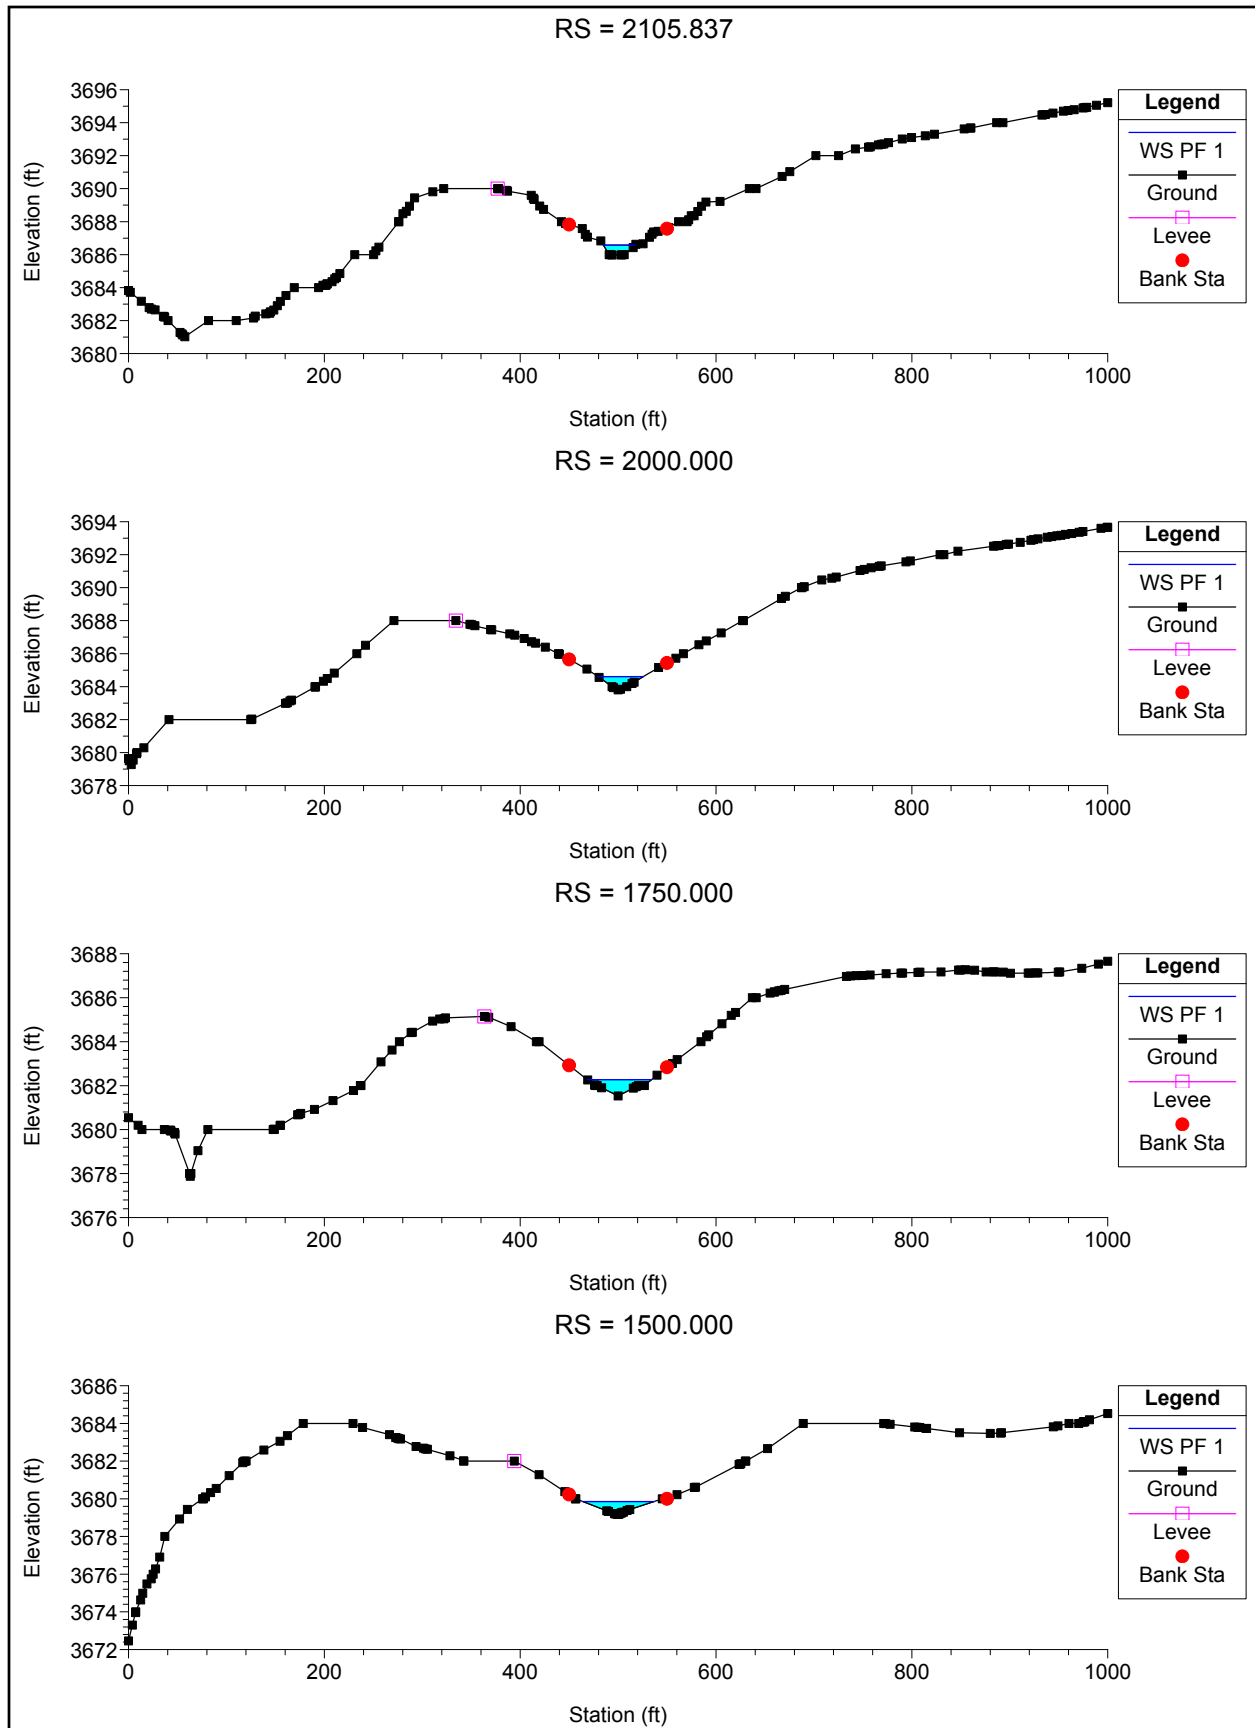 RS = 2105.837
3696
3694
3692
3690
3688
3686
3684
3682
3680
Elevation (ft)
0 200 400 600 800 1000
Station (ft)
Legend
WS PF 1
Ground
Levee
Bank Sta
RS = 2000.000
3694
3692
3690
3688
3686
3684
3682
3680
3678
Elevation (ft)
0 200 400 600 800 1000
Station (ft)
Legend
WS PF 1
Ground
Levee
Bank Sta
RS = 1750.000
3688
3686
3684
3682
3680
3678
3676
Elevation (ft)
0 200 400 600 800 1000
Station (ft)
Legend
WS PF 1
Ground
Levee
Bank Sta
RS = 1500.000
3686
3684
3682
3680
3678
3676
3674
3672
Elevation (ft)
0 200 400 600 800 1000
Station (ft)
Legend
WS PF 1
Ground
Levee
Bank Sta